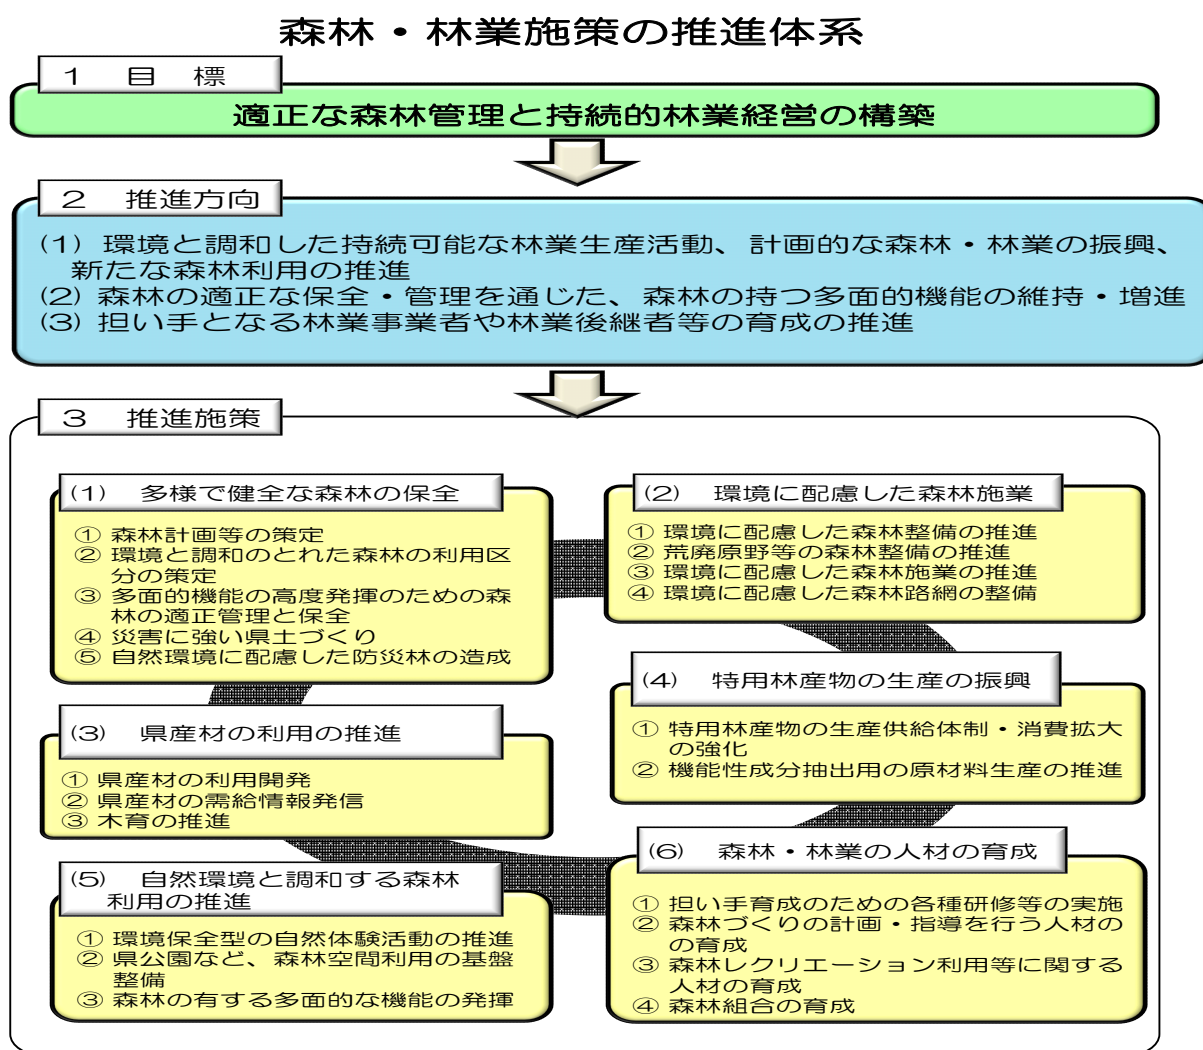 森林・林業施策の推進体系
1 目 標
適正な森林管理と持続的林業経営の構築
2 推進方向
(1) 環境と調和した持続可能な林業生産活動、計画的な森林・林業の振興、
新たな森林利用の推進
(2) 森林の適正な保全・管理を通じた、森林の持つ多面的機能の維持・増進
(3) 担い手となる林業事業者や林業後継者等の育成の推進
3 推進施策
(1) 多様で健全な森林の保全
① 森林計画等の策定
② 環境と調和のとれた森林の利用区
分の策定
③ 多面的機能の高度発揮のための森
林の適正管理と保全
④ 災害に強い県土づくり
⑤ 自然環境に配慮した防災林の造成
(2) 環境に配慮した森林施業
① 環境に配慮した森林整備の推進
② 荒廃原野等の森林整備の推進
③ 環境に配慮した森林施業の推進
④ 環境に配慮した森林路網の整備
(3) 県産材の利用の推進
① 県産材の利用開発
② 県産材の需給情報発信
③ 木育の推進
(4) 特用林産物の生産の振興
① 特用林産物の生産供給体制・消費拡大
の強化
② 機能性成分抽出用の原材料生産の推進
(5) 自然環境と調和する森林
利用の推進
① 環境保全型の自然体験活動の推進
② 県公園など、森林空間利用の基盤
整備
③ 森林の有する多面的な機能の発揮
(6) 森林・林業の人材の育成
① 担い手育成のための各種研修等の実施
② 森林づくりの計画・指導を行う人材の
の育成
③ 森林レクリエーション利用等に関する
人材の育成
④ 森林組合の育成